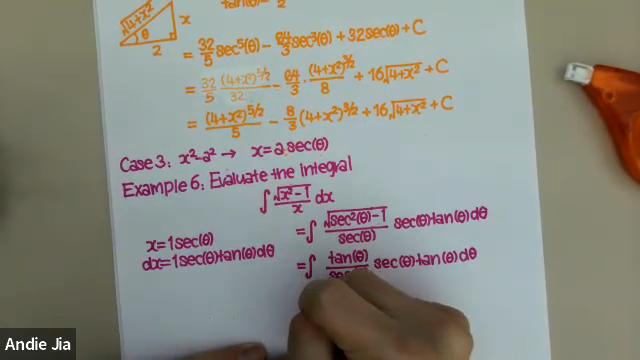 √4+x² x
θ
2
= 32/5 sec⁵(θ) - 64/3 sec³(θ) + 32sec(θ) + C
= 32/5 · (4+x²)^5/2 / 32 - 64/3 · (4+x²)^3/2 / 8 + 16√4+x² + C
= (4+x²)^5/2 / 5 - 8/3 (4+x²)^3/2 + 16√4+x² + C
Case 3: x²-a² → x=a sec(θ)
Example 6: Evaluate the integral
∫ √x²-1 / x dx
x=1sec(θ) = ∫ √sec²(θ)-1 / sec(θ) sec(θ)tan(θ)dθ
dx=1sec(θ)tan(θ)dθ = ∫ tan(θ) / sec sec(θ)tan(θ)dθ
Andie Jia